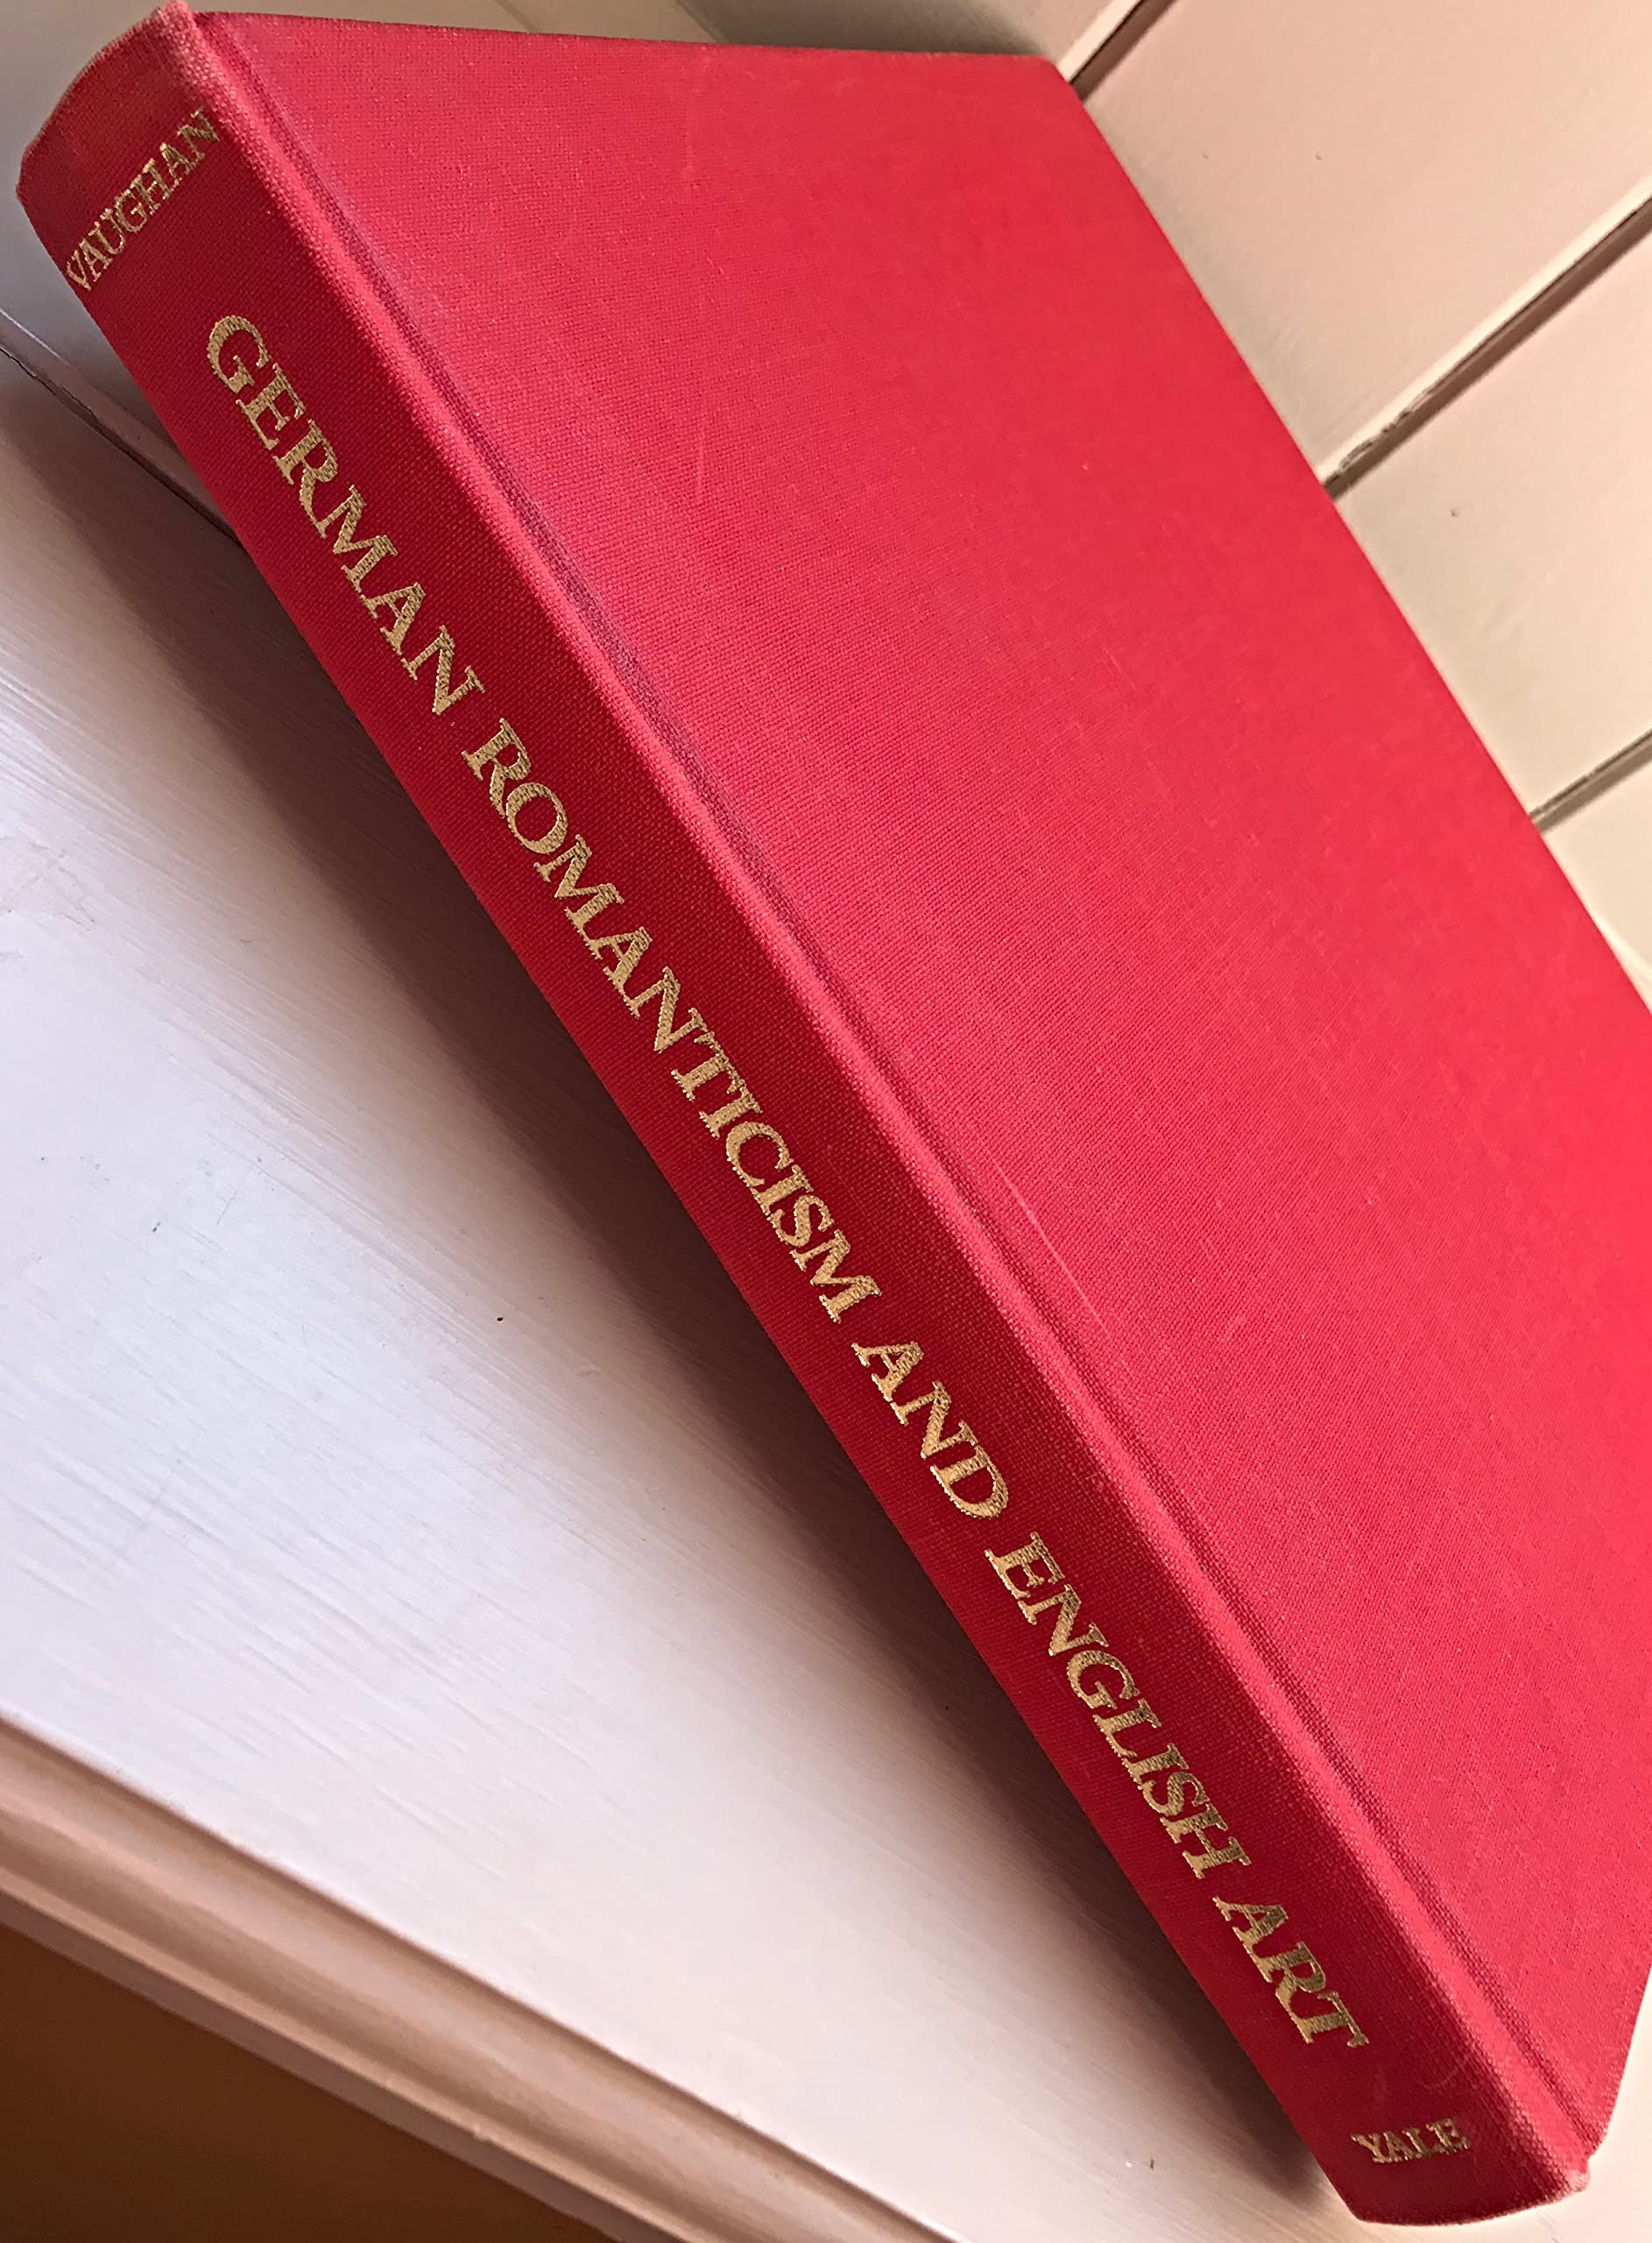 VAUGHAN
GERMAN ROMANTICISM AND ENGLISH ART
YALE